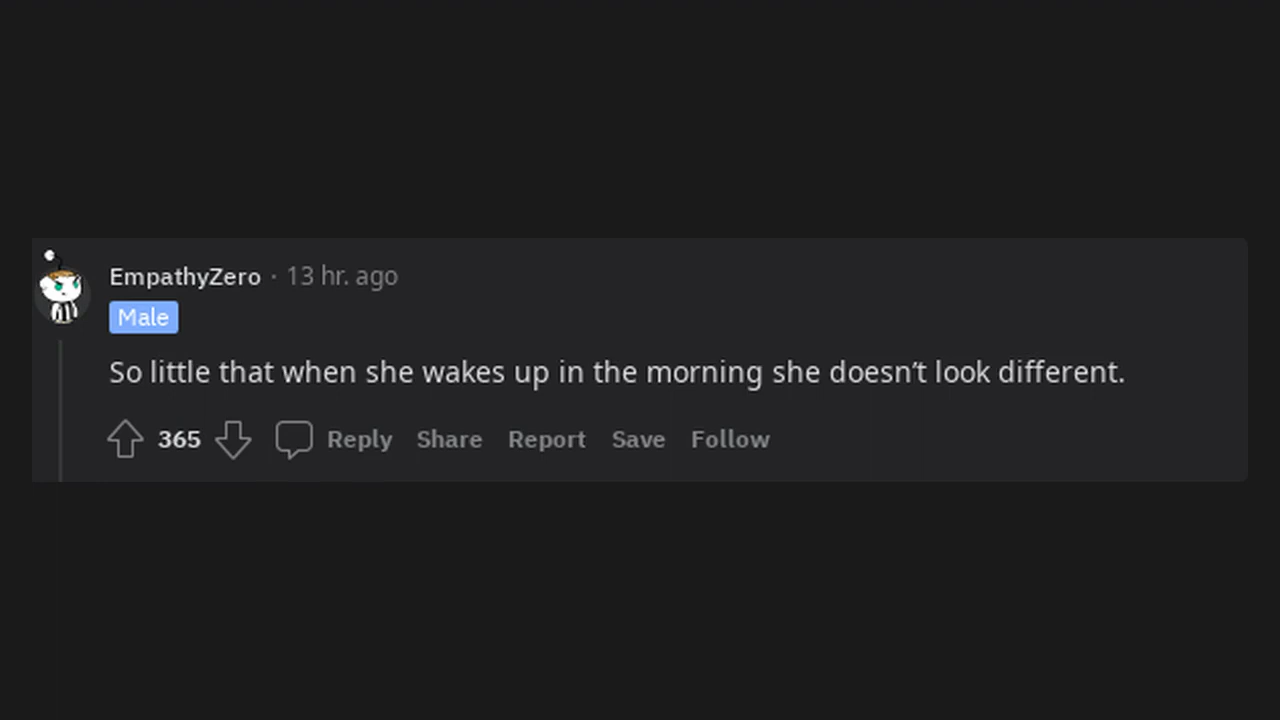 EmpathyZero · 13 hr. ago
Male
So little that when she wakes up in the morning she doesn’t look different.
365 Reply Share Report Save Follow